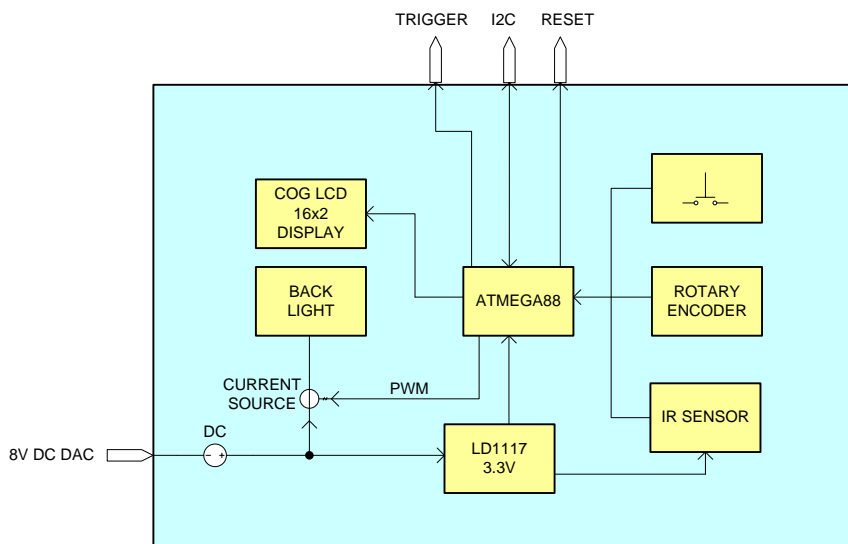 TRIGGER
I2C
RESET
COG LCD
16x2
DISPLAY
BACK
LIGHT
ATMEGA88
ROTARY
ENCODER
CURRENT
SOURCE
PWM
IR SENSOR
8V DC DAC
DC
- +
LD1117
3.3V